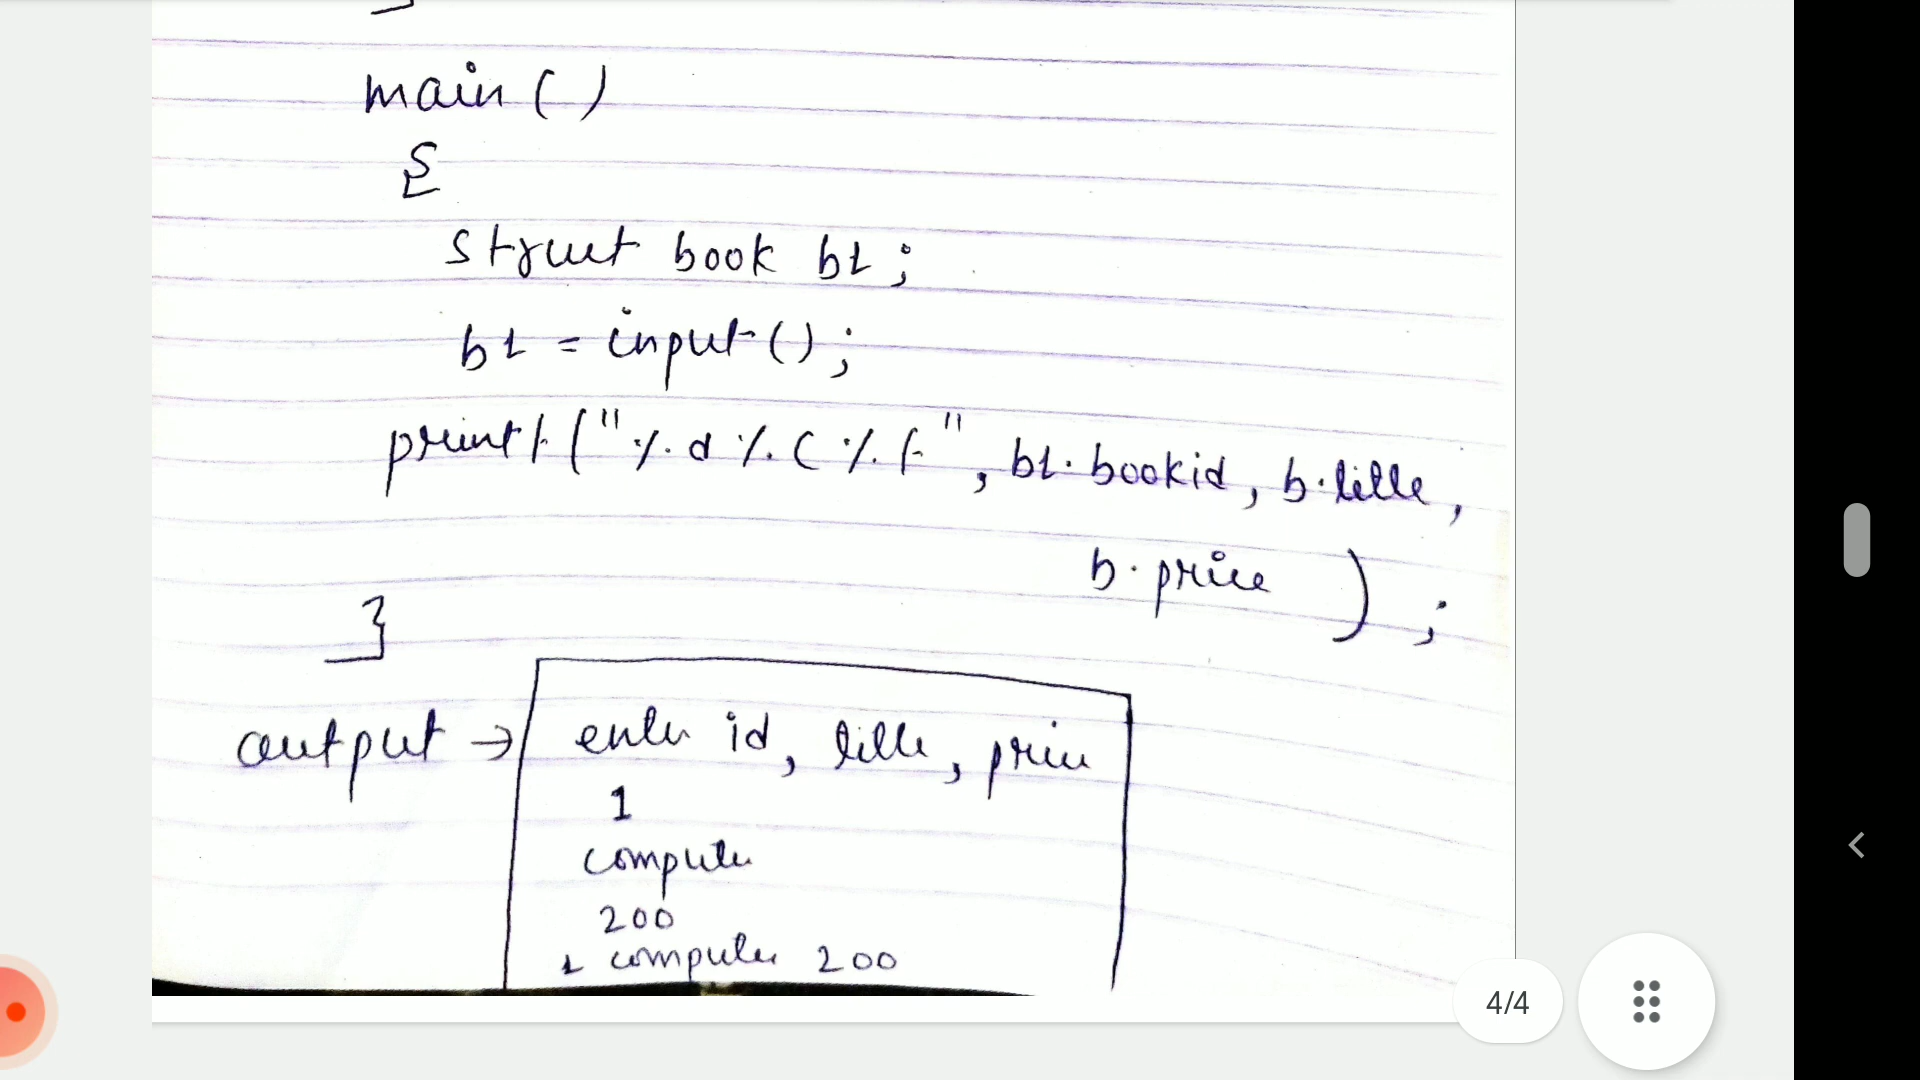 }
main()
{
struct book b1;
b1 = input();
printf("%d %c %f", b1.bookid, b.title,
b.price );
}
output → enter id, title, price
1
computer
200
1 computer 200
4/4